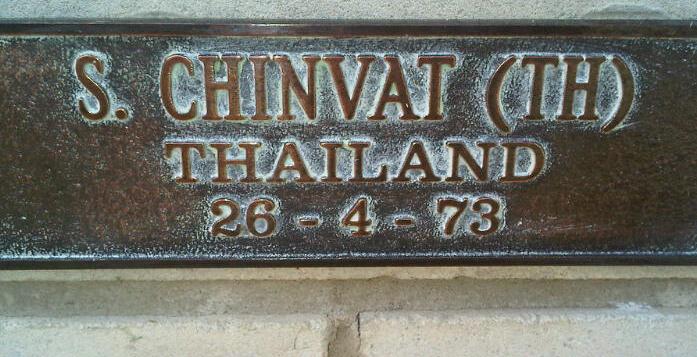 S. CHINVAT (TH)
THAILAND
26 - 4 - 73